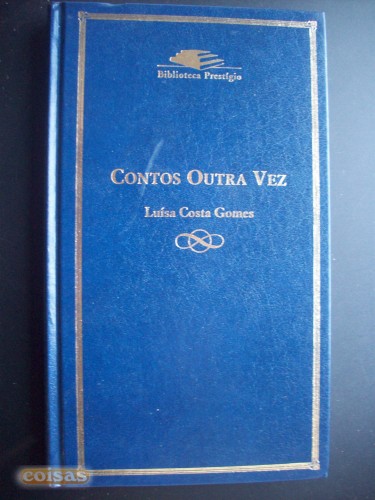 Biblioteca Prestígio
CONTOS OUTRA VEZ
Luísa Costa Gomes
coisas